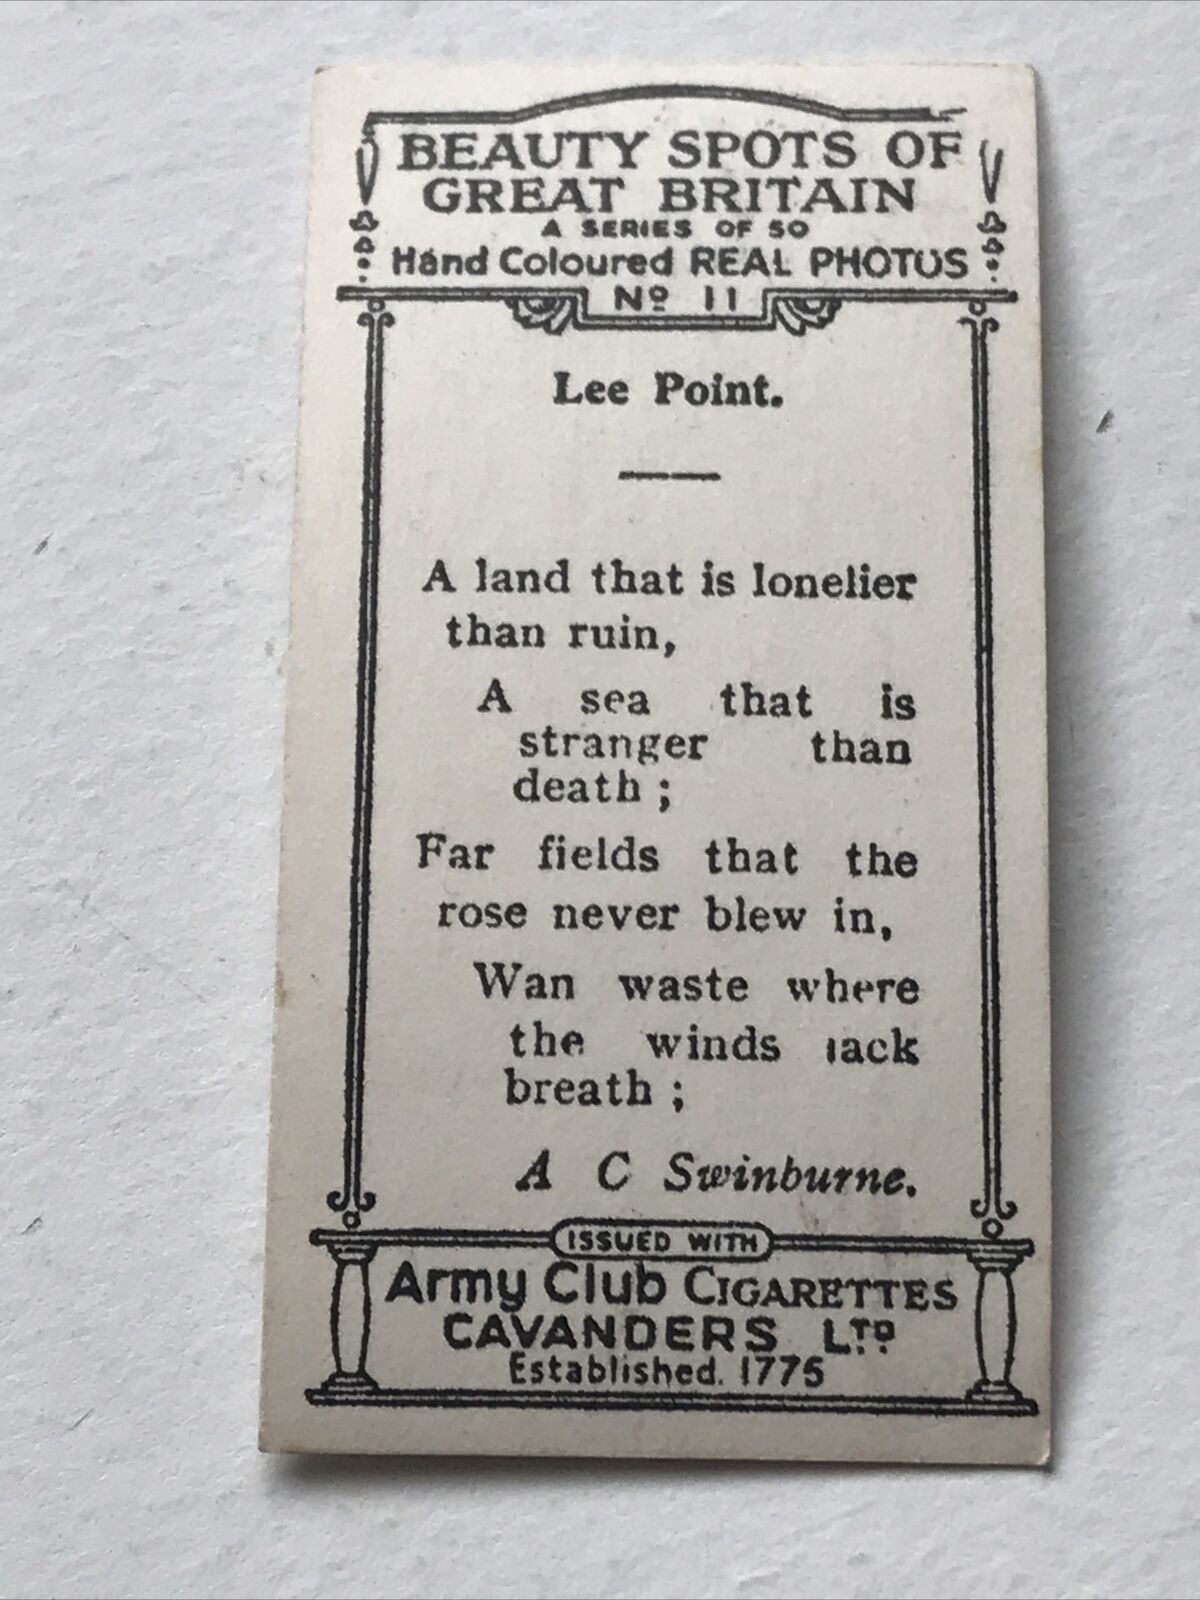 BEAUTY SPOTS OF
GREAT BRITAIN
A SERIES OF 50
Hand Coloured REAL PHOTOS
Nº 11
Lee Point.
A land that is lonelier
than ruin,
A sea that is
stranger than
death ;
Far fields that the
rose never blew in,
Wan waste where
the winds lack
breath ;
A C Swinburne.
ISSUED WITH
Army Club CIGARETTES
CAVANDERS LTD
Established. 1775